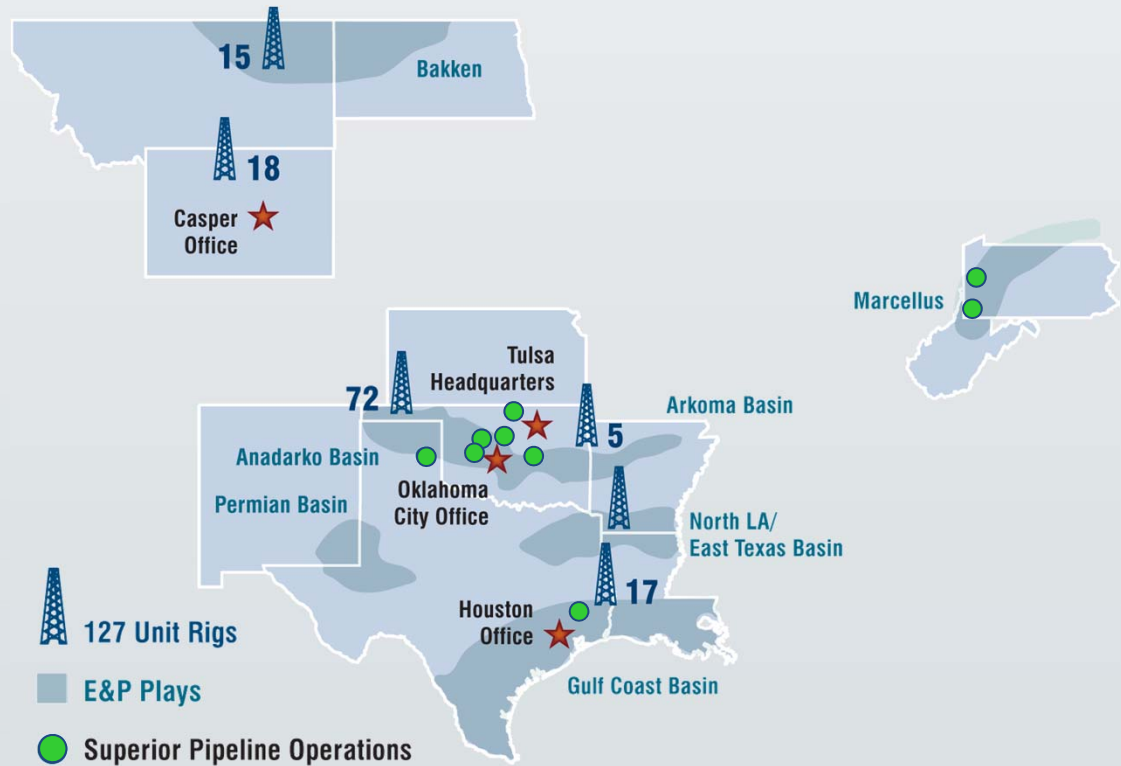 15
Bakken
18
Casper
Office
Marcellus
Tulsa
Headquarters
72
Arkoma Basin
5
Anadarko Basin
Oklahoma
City Office
Permian Basin
North LA/
East Texas Basin
17
Houston
Office
127 Unit Rigs
Gulf Coast Basin
E&P Plays
Superior Pipeline Operations